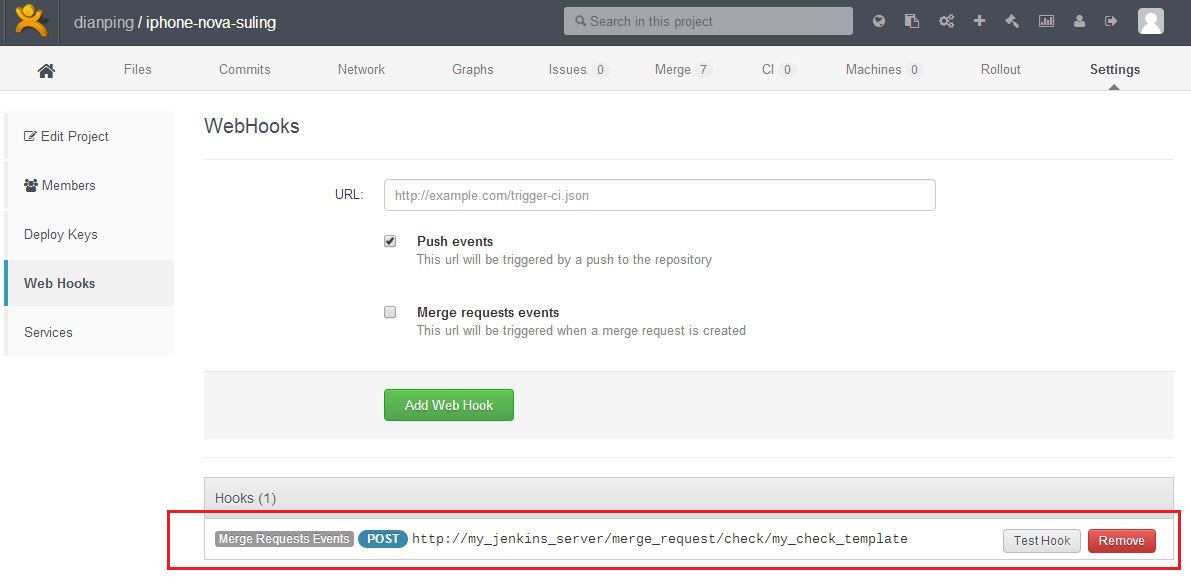 dianping / iphone-nova-suling
Search in this project
Files Commits Network Graphs Issues 0 Merge 7 CI 0 Machines 0 Rollout Settings
Edit Project
Members
Deploy Keys
Web Hooks
Services
WebHooks
URL: http://example.com/trigger-ci.json
Push events
This url will be triggered by a push to the repository
Merge requests events
This url will be triggered when a merge request is created
Add Web Hook
Hooks (1)
Merge Requests Events POST http://my_jenkins_server/merge_request/check/my_check_template Test Hook Remove